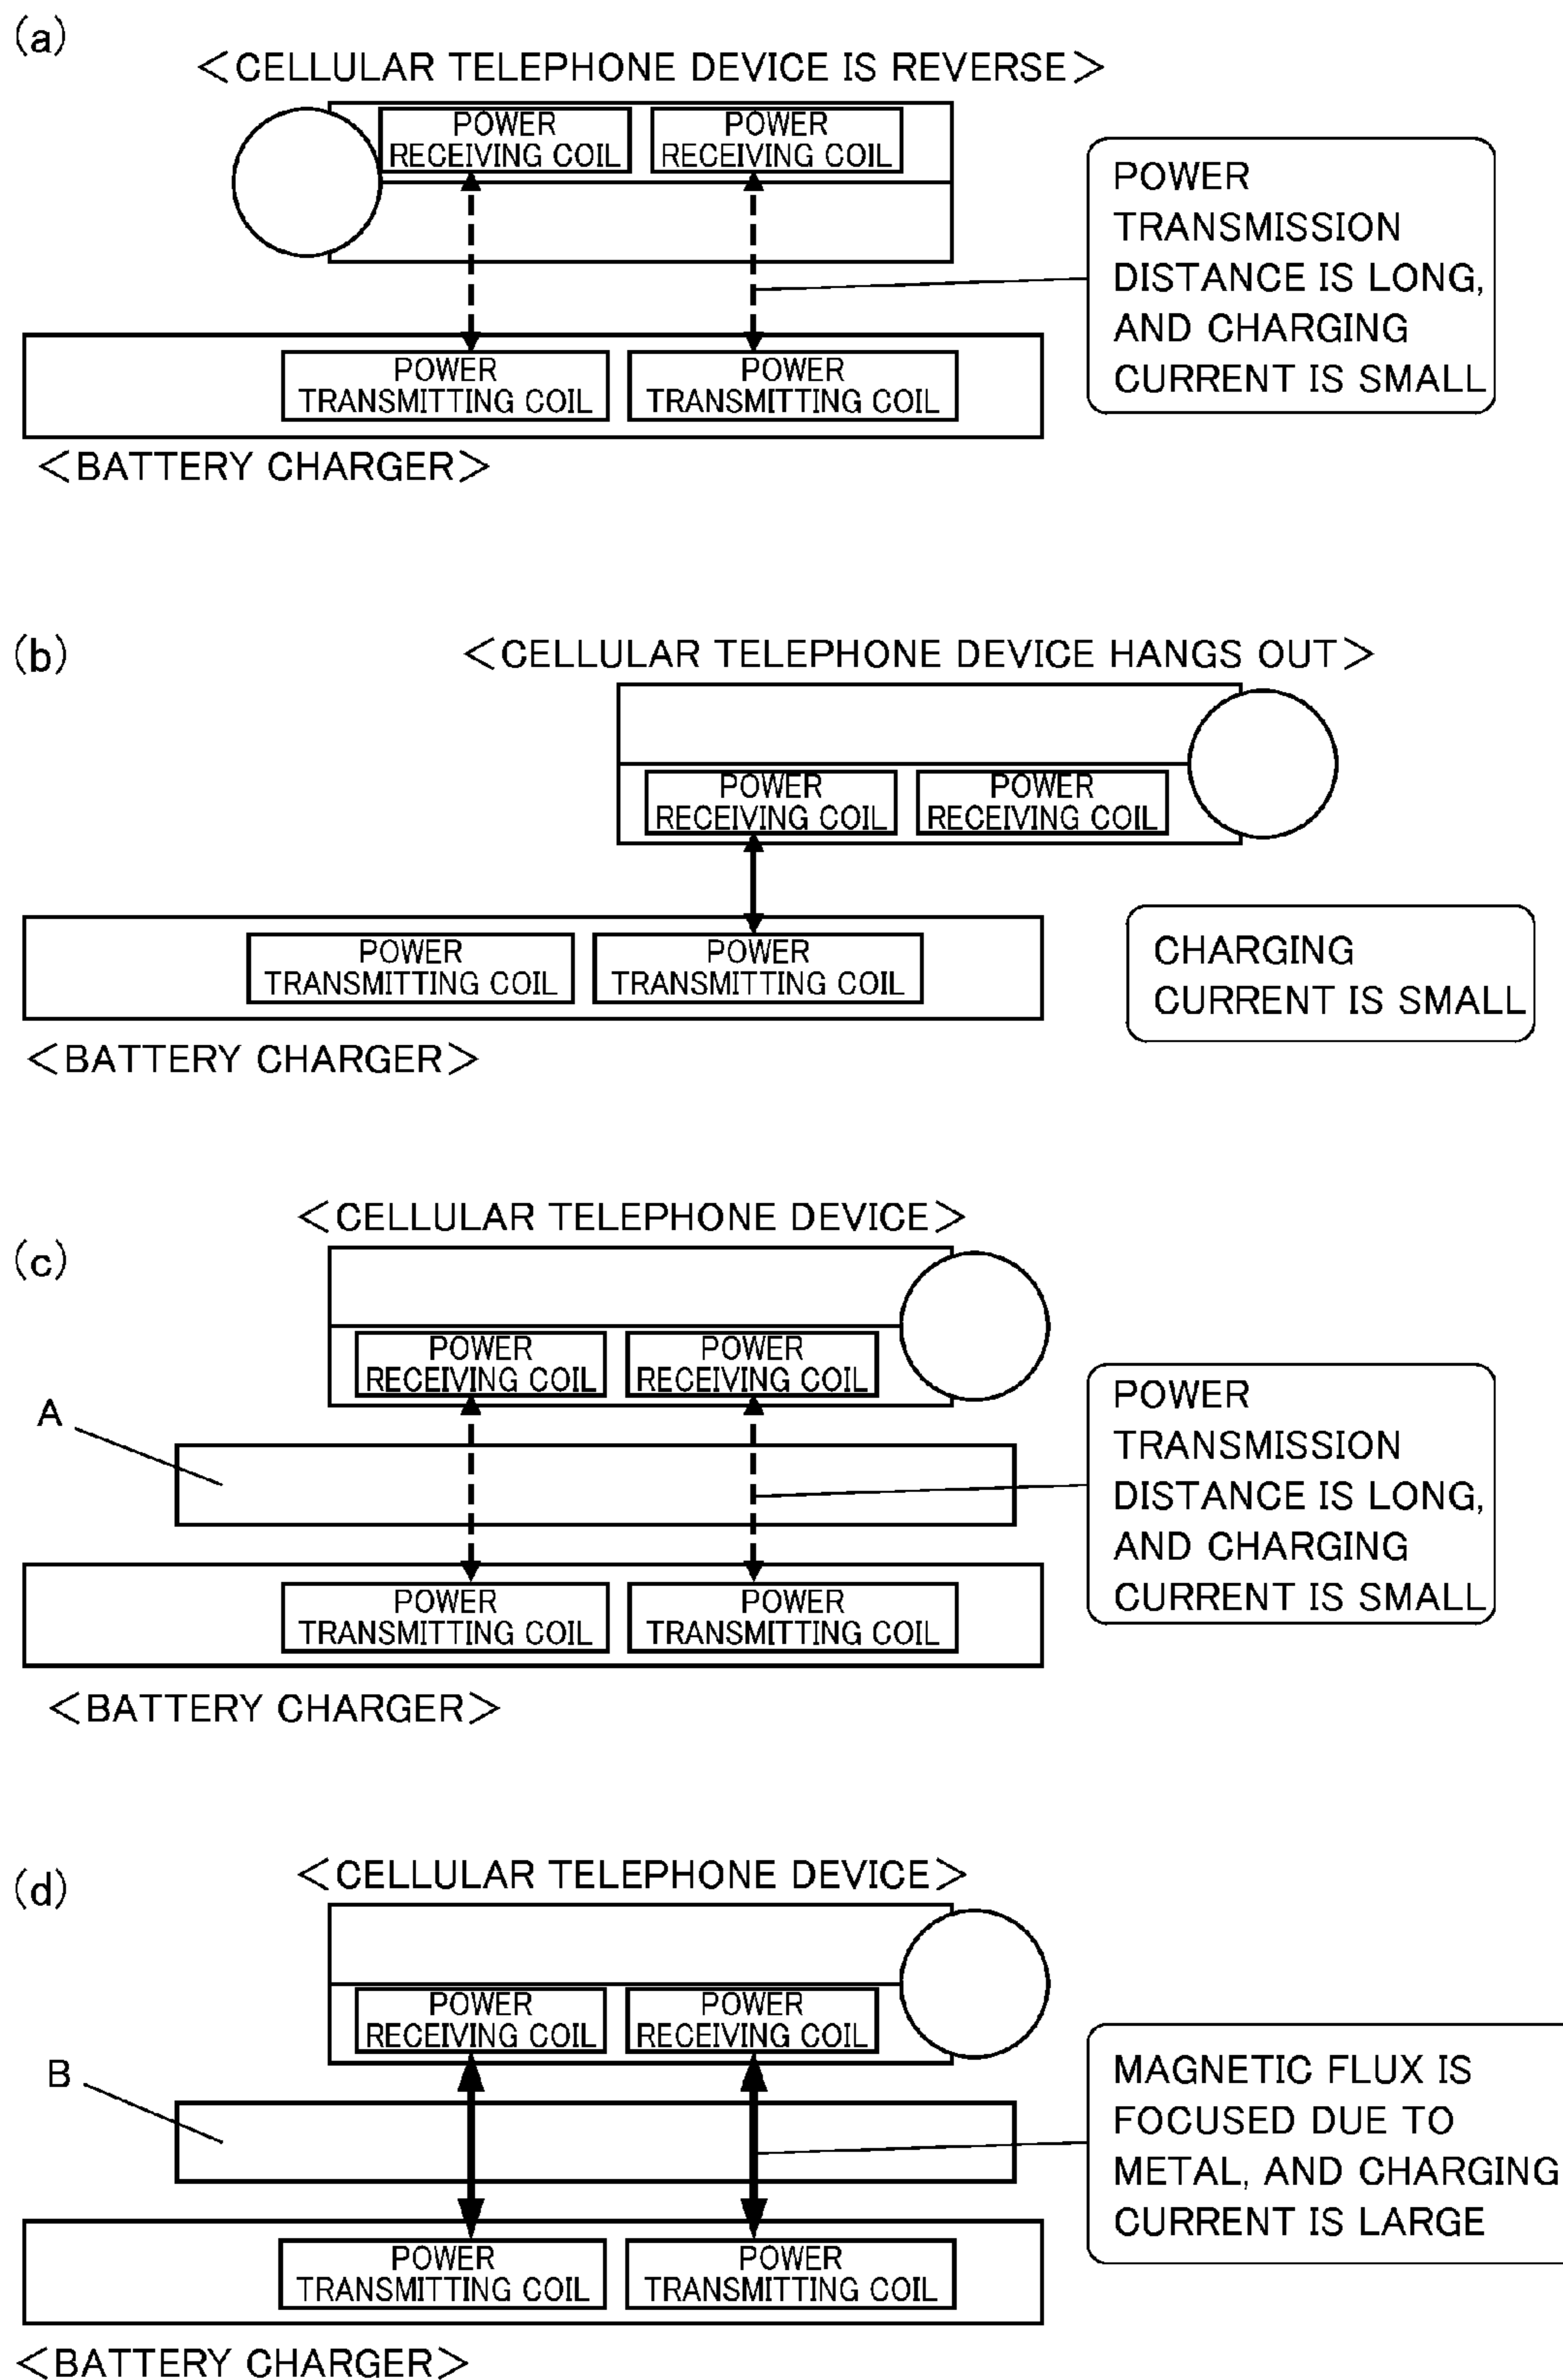 (a)
<CELLULAR TELEPHONE DEVICE IS REVERSE>
POWER
RECEIVING COIL
POWER
RECEIVING COIL
POWER
TRANSMISSION
DISTANCE IS LONG,
AND CHARGING
CURRENT IS SMALL
POWER
TRANSMITTING COIL
POWER
TRANSMITTING COIL
<BATTERY CHARGER>
(b)
<CELLULAR TELEPHONE DEVICE HANGS OUT>
POWER
RECEIVING COIL
POWER
RECEIVING COIL
POWER
TRANSMITTING COIL
POWER
TRANSMITTING COIL
CHARGING
CURRENT IS SMALL
<BATTERY CHARGER>
(c)
<CELLULAR TELEPHONE DEVICE>
POWER
RECEIVING COIL
POWER
RECEIVING COIL
A
POWER
TRANSMISSION
DISTANCE IS LONG,
AND CHARGING
CURRENT IS SMALL
POWER
TRANSMITTING COIL
POWER
TRANSMITTING COIL
<BATTERY CHARGER>
(d)
<CELLULAR TELEPHONE DEVICE>
POWER
RECEIVING COIL
POWER
RECEIVING COIL
B
MAGNETIC FLUX IS
FOCUSED DUE TO
METAL, AND CHARGING
CURRENT IS LARGE
POWER
TRANSMITTING COIL
POWER
TRANSMITTING COIL
<BATTERY CHARGER>